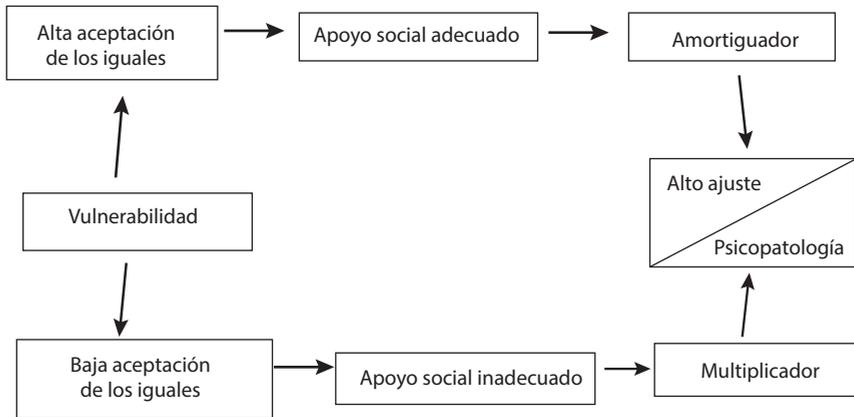 Alta aceptación
de los iguales
Apoyo social adecuado
Amortiguador
Vulnerabilidad
Alto ajuste
Psicopatología
Baja aceptación
de los iguales
Apoyo social inadecuado
Multiplicador